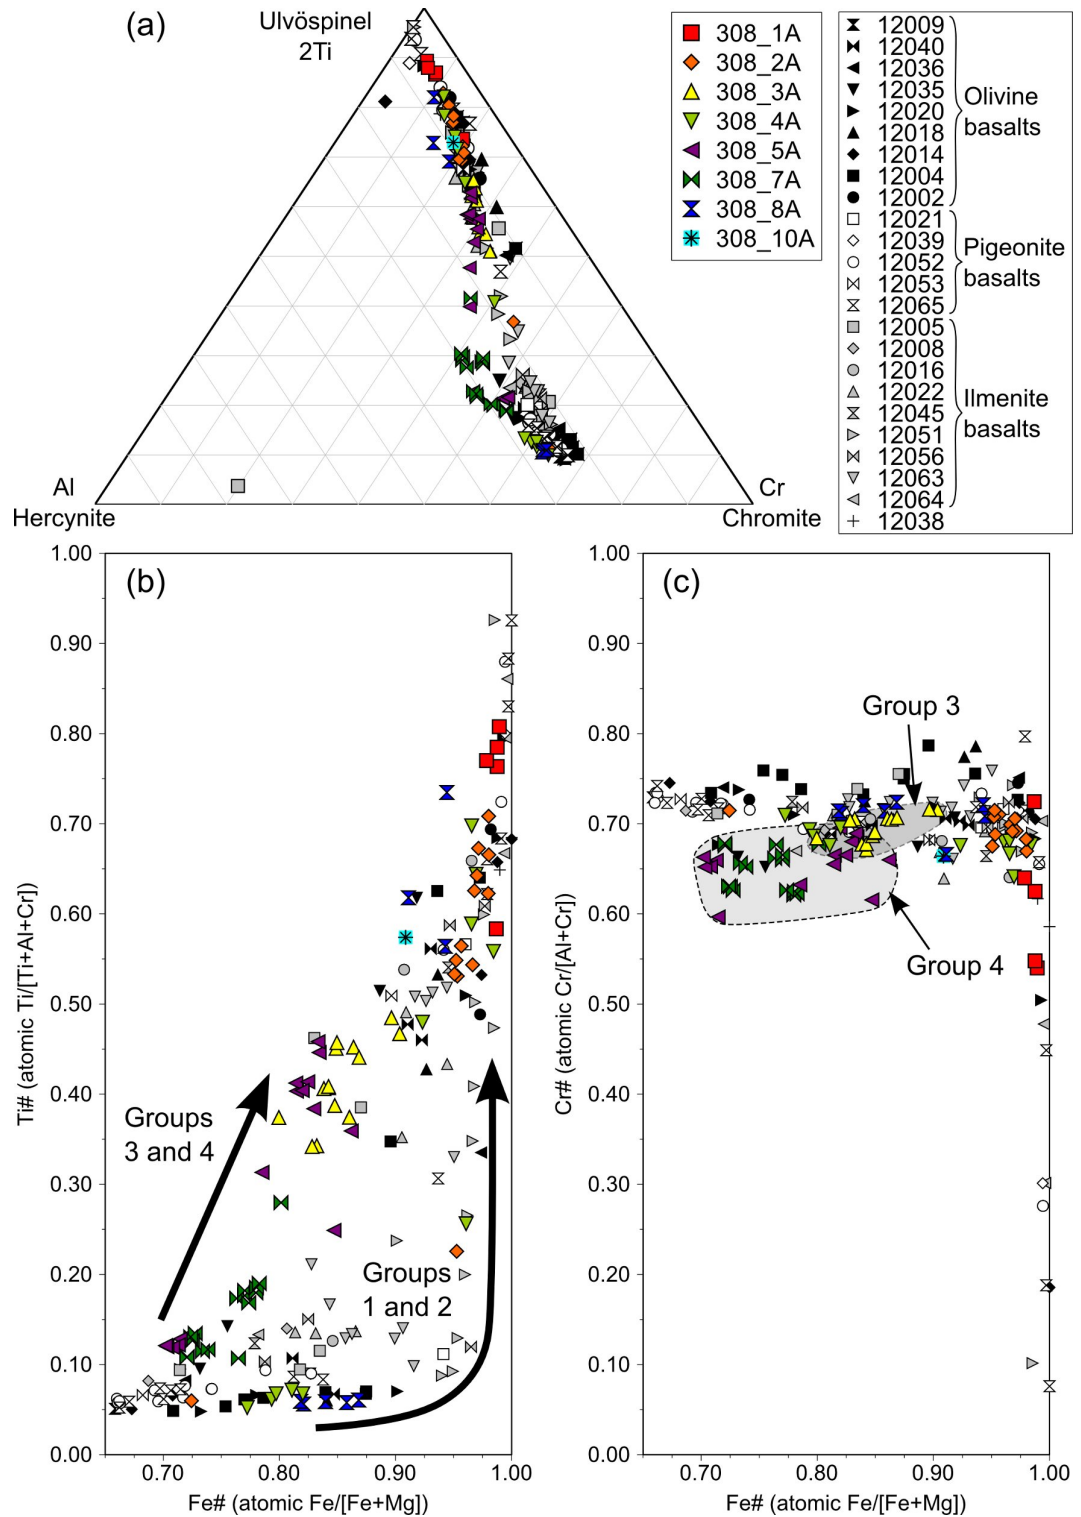 (a)
Ulvöspinel
2Ti
Al
Hercynite
Cr
Chromite
308_1A
308_2A
308_3A
308_4A
308_5A
308_7A
308_8A
308_10A
12009
12040
12036
12035
12020
12018
12014
12004
12002
Olivine
basalts
12021
12039
12052
12053
12065
Pigeonite
basalts
12005
12008
12016
12022
12045
12051
12056
12063
12064
Ilmenite
basalts
12038
(b)
1.00
0.90
0.80
0.70
0.60
0.50
0.40
0.30
0.20
0.10
0.00
Ti# (atomic Ti/[Ti+Al+Cr])
Groups
3 and 4
Groups
1 and 2
0.70
0.80
0.90
1.00
Fe# (atomic Fe/[Fe+Mg])
(c)
1.00
0.90
0.80
0.70
0.60
0.50
0.40
0.30
0.20
0.10
0.00
Cr# (atomic Cr/[Al+Cr])
Group 3
Group 4
0.70
0.80
0.90
1.00
Fe# (atomic Fe/[Fe+Mg])